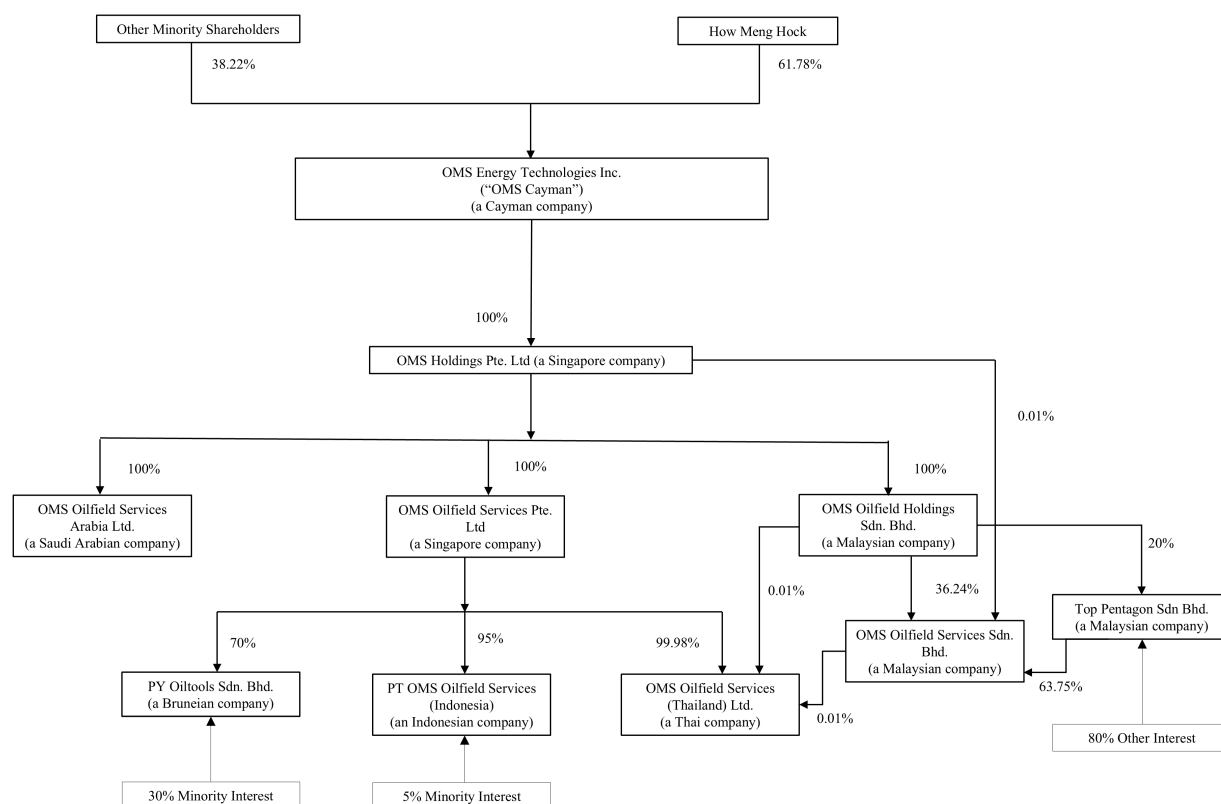 Other Minority Shareholders
How Meng Hock
38.22%
61.78%
OMS Energy Technologies Inc.
(“OMS Cayman”)
(a Cayman company)
100%
OMS Holdings Pte. Ltd (a Singapore company)
0.01%
100%
100%
100%
OMS Oilfield Services
Arabia Ltd.
(a Saudi Arabian company)
OMS Oilfield Services Pte.
Ltd
(a Singapore company)
OMS Oilfield Holdings
Sdn. Bhd.
(a Malaysian company)
20%
0.01%
36.24%
Top Pentagon Sdn Bhd.
(a Malaysian company)
OMS Oilfield Services Sdn.
Bhd.
(a Malaysian company)
70%
95%
99.98%
63.75%
PY Oiltools Sdn. Bhd.
(a Bruneian company)
PT OMS Oilfield Services
(Indonesia)
(an Indonesian company)
OMS Oilfield Services
(Thailand) Ltd.
(a Thai company)
0.01%
80% Other Interest
30% Minority Interest
5% Minority Interest